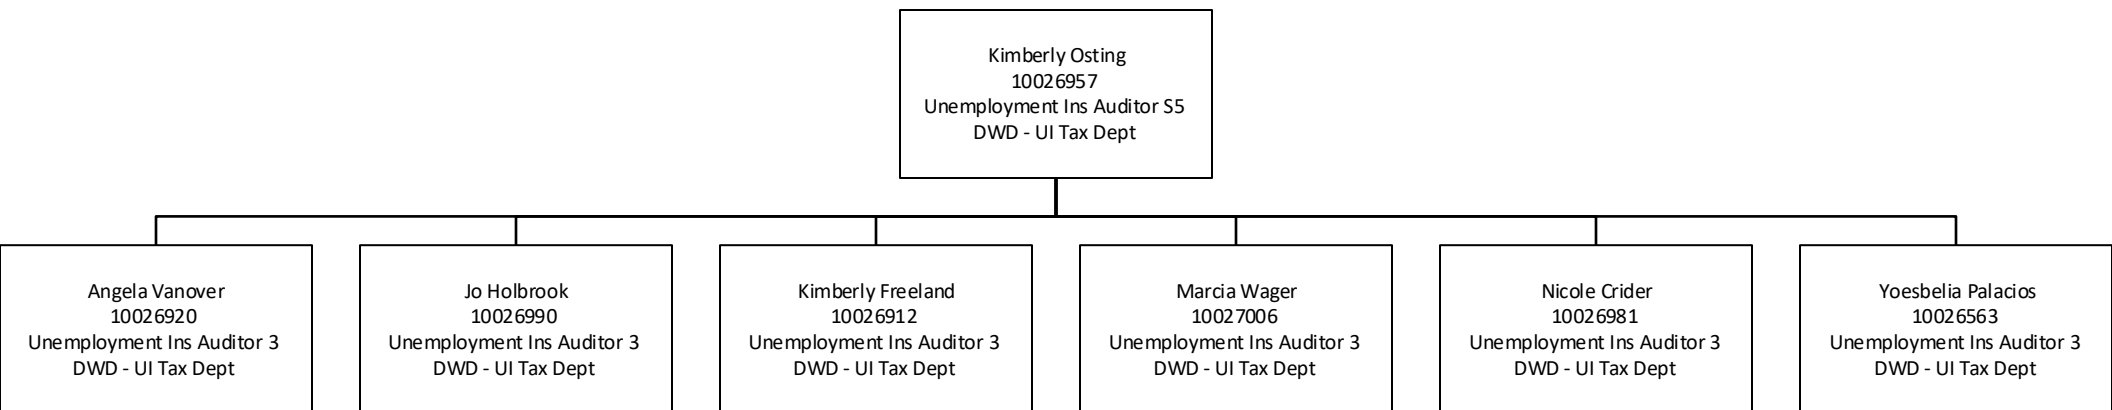 Kimberly Osting
10026957
Unemployment Ins Auditor S5
DWD - UI Tax Dept
Angela Vanover
10026920
Unemployment Ins Auditor 3
DWD - UI Tax Dept
Jo Holbrook
10026990
Unemployment Ins Auditor 3
DWD - UI Tax Dept
Kimberly Freeland
10026912
Unemployment Ins Auditor 3
DWD - UI Tax Dept
Marcia Wager
10027006
Unemployment Ins Auditor 3
DWD - UI Tax Dept
Nicole Crider
10026981
Unemployment Ins Auditor 3
DWD - UI Tax Dept
Yoesbelia Palacios
10026563
Unemployment Ins Auditor 3
DWD - UI Tax Dept